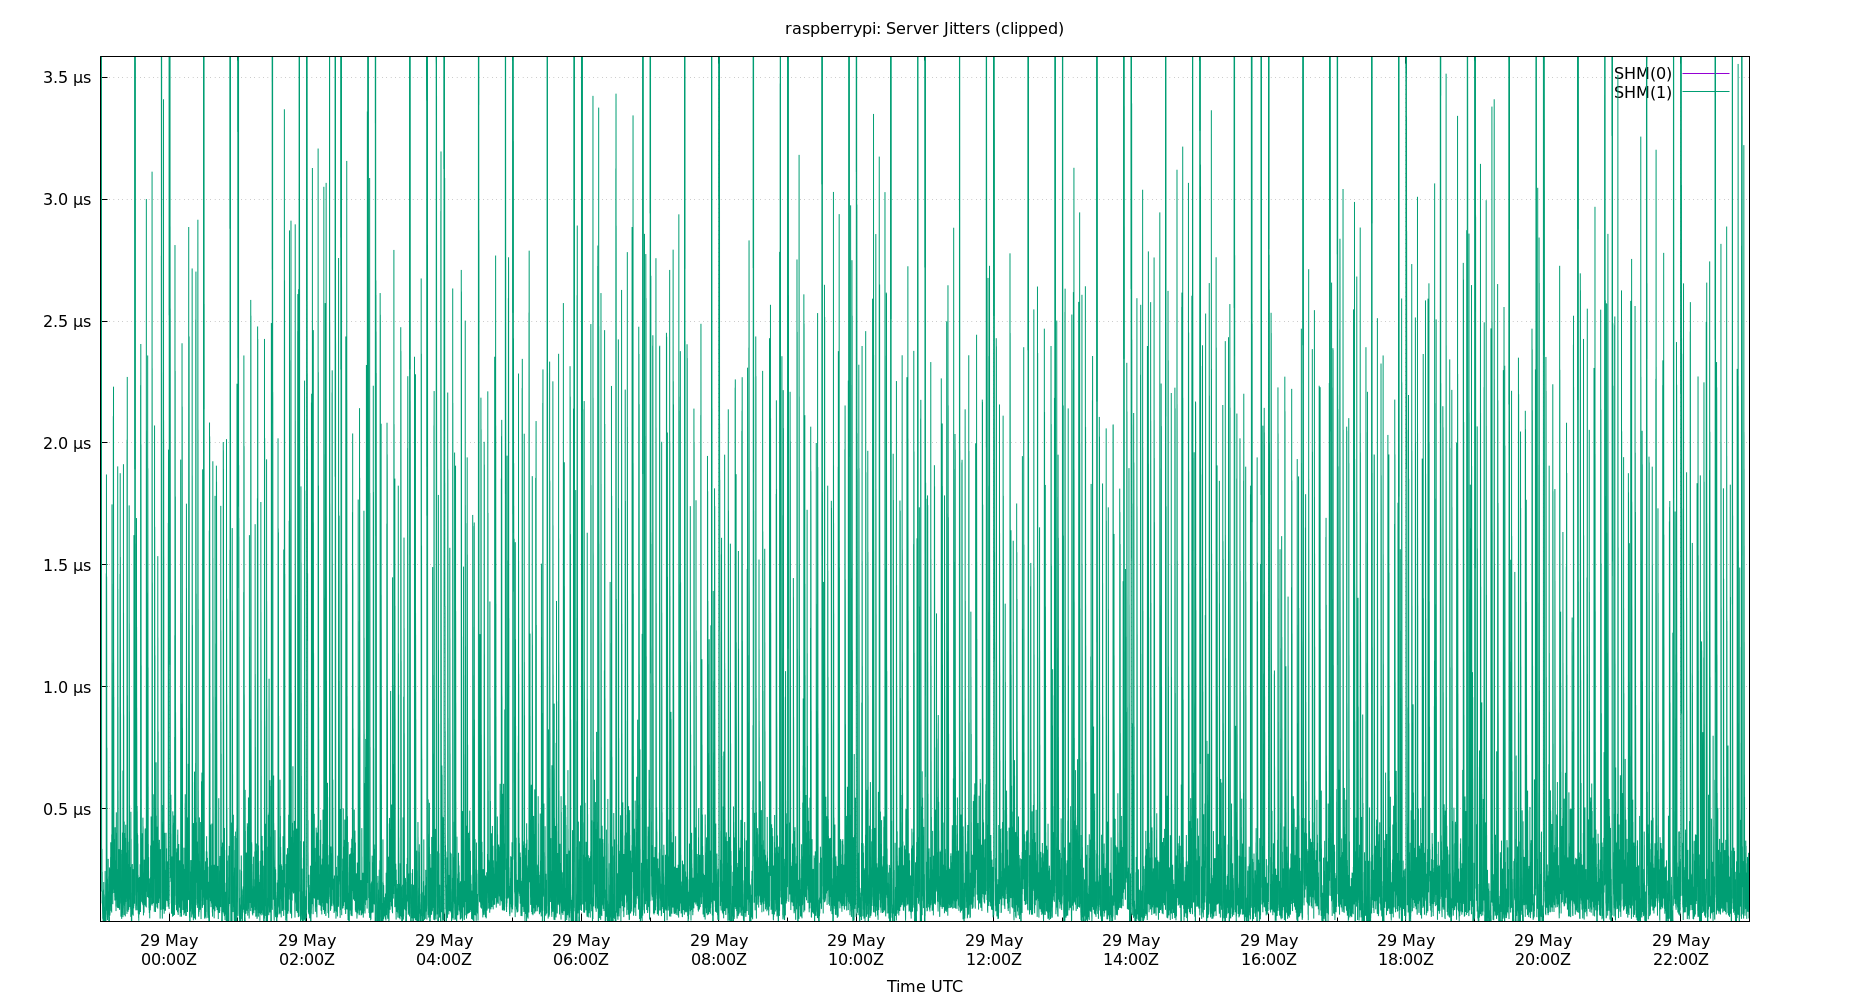 raspberrypi: Server Jitters (clipped)
3.5 µs
3.0 µs
2.5 µs
2.0 µs
1.5 µs
1.0 µs
0.5 µs
SHM(0)
SHM(1)
29 May 29 May 29 May 29 May 29 May 29 May 29 May 29 May 29 May 29 May 29 May 29 May
00:00Z 02:00Z 04:00Z 06:00Z 08:00Z 10:00Z 12:00Z 14:00Z 16:00Z 18:00Z 20:00Z 22:00Z
Time UTC